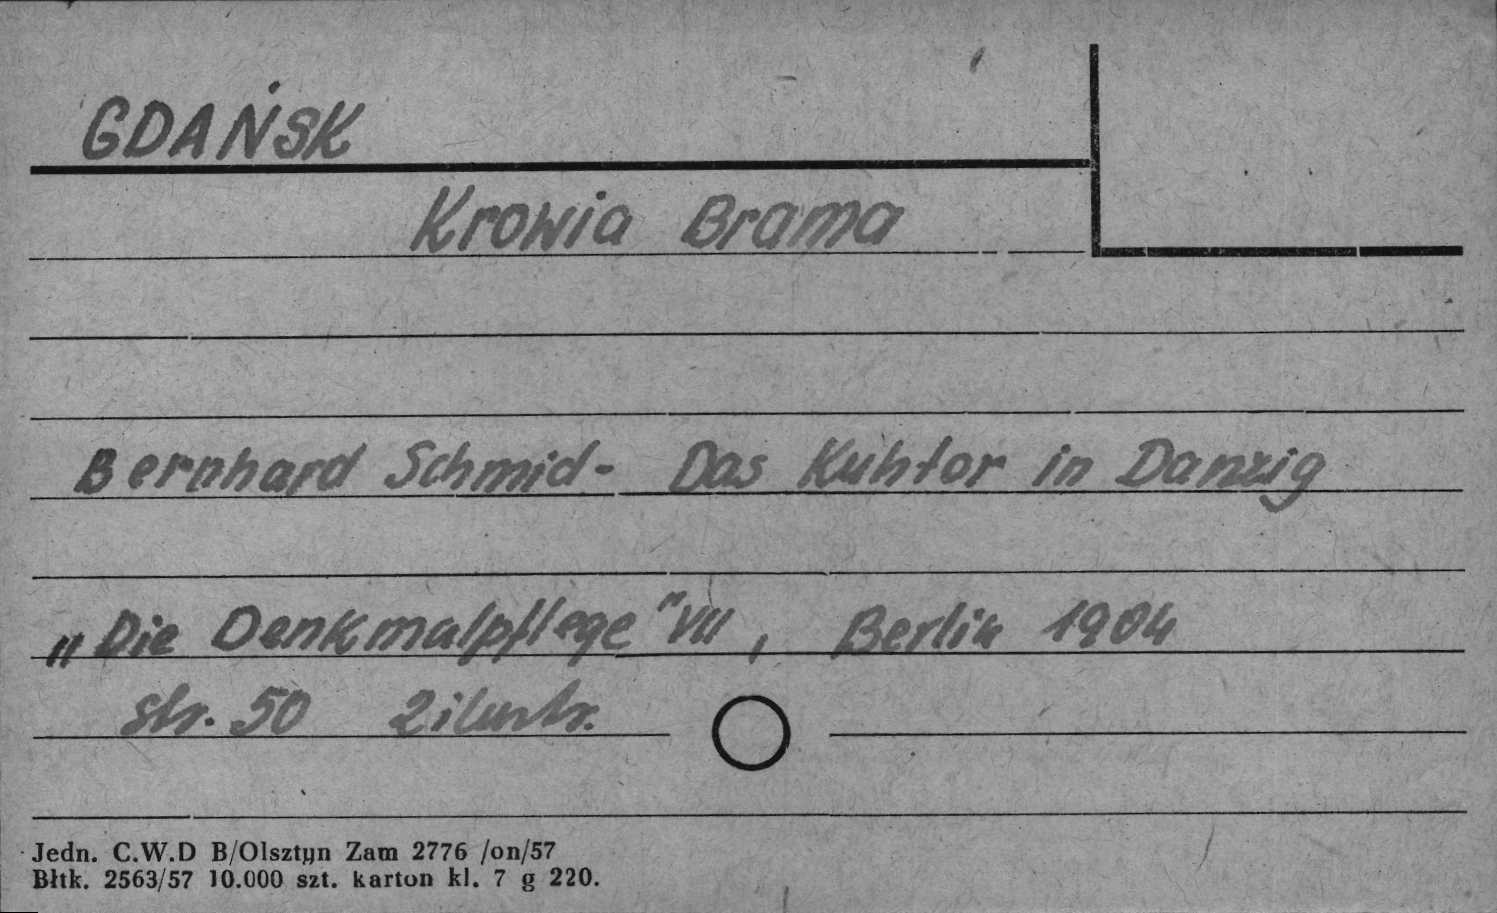 GDAŃSK
Krowia Brama
Bernhard Schmid- Das Kuhtor in Danzig
„Die Denkmalpflege" VII, Berlin 1904
str. 50 2 ilustr.
Jedn. C.W.D B/Olsztyn Zam 2776 /on/57
Błtk. 2563/57 10.000 szt. karton kl. 7 g 220.